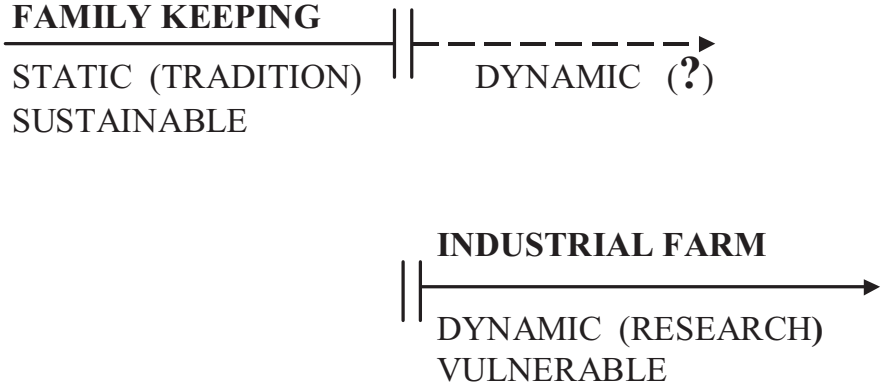 FAMILY KEEPING
STATIC (TRADITION)
SUSTAINABLE
DYNAMIC (?)
INDUSTRIAL FARM
DYNAMIC (RESEARCH)
VULNERABLE